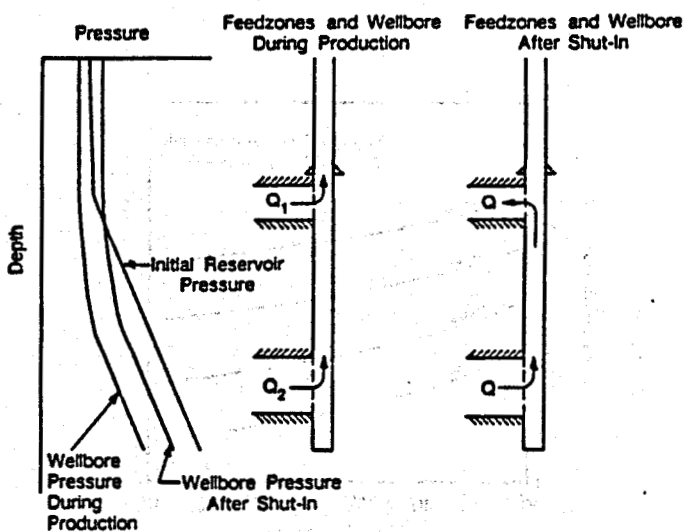 Pressure
Feedzones and Wellbore
During Production
Feedzones and Wellbore
After Shut-In
Depth
Q1
Q
Initial Reservoir
Pressure
Q2
Q
Wellbore
Pressure
During
Production
Wellbore Pressure
After Shut-In